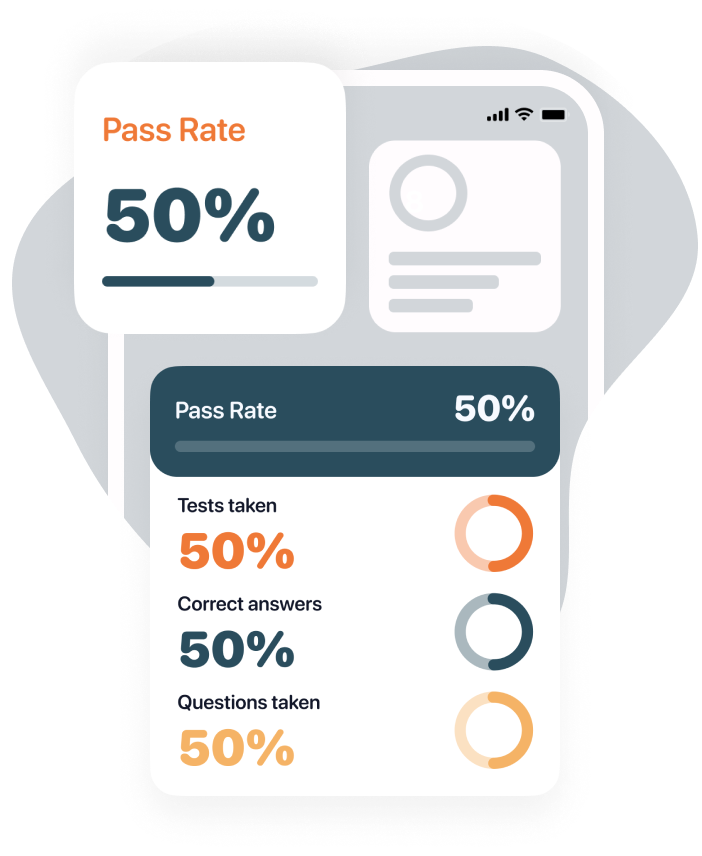 Pass Rate
50%
Pass Rate 50%
Tests taken
50%
Correct answers
50%
Questions taken
50%